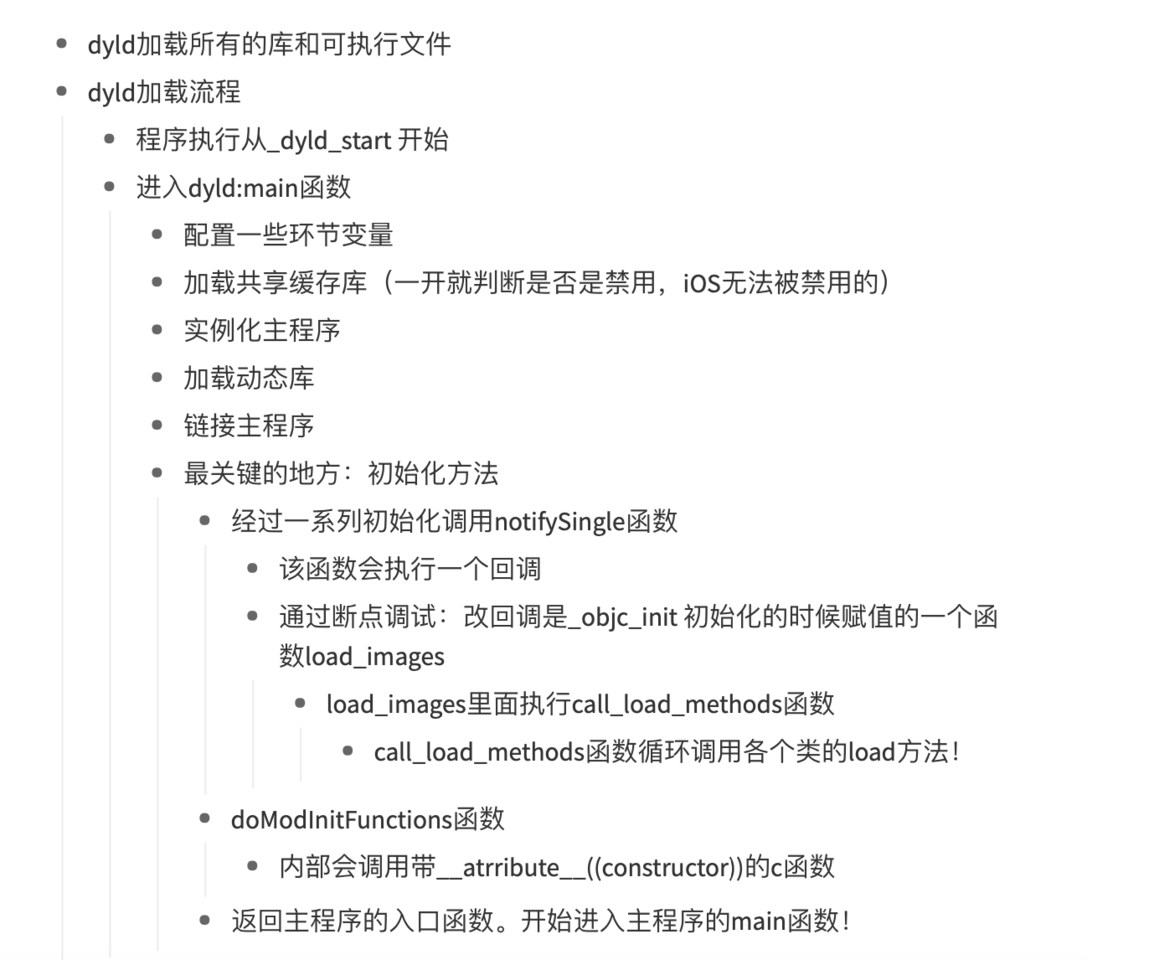 dyld加载所有的库和可执行文件
dyld加载流程
程序执行从_dyld_start 开始
进入dyld:main函数
配置一些环节变量
加载共享缓存库（一开就判断是否是禁用，iOS无法被禁用的）
实例化主程序
加载动态库
链接主程序
最关键的地方：初始化方法
经过一系列初始化调用notifySingle函数
该函数会执行一个回调
通过断点调试：改回调是_objc_init 初始化的时候赋值的一个函
数load_images
load_images里面执行call_load_methods函数
call_load_methods函数循环调用各个类的load方法！
doModInitFunctions函数
内部会调用带__atrribute__((constructor))的c函数
返回主程序的入口函数。开始进入主程序的main函数！